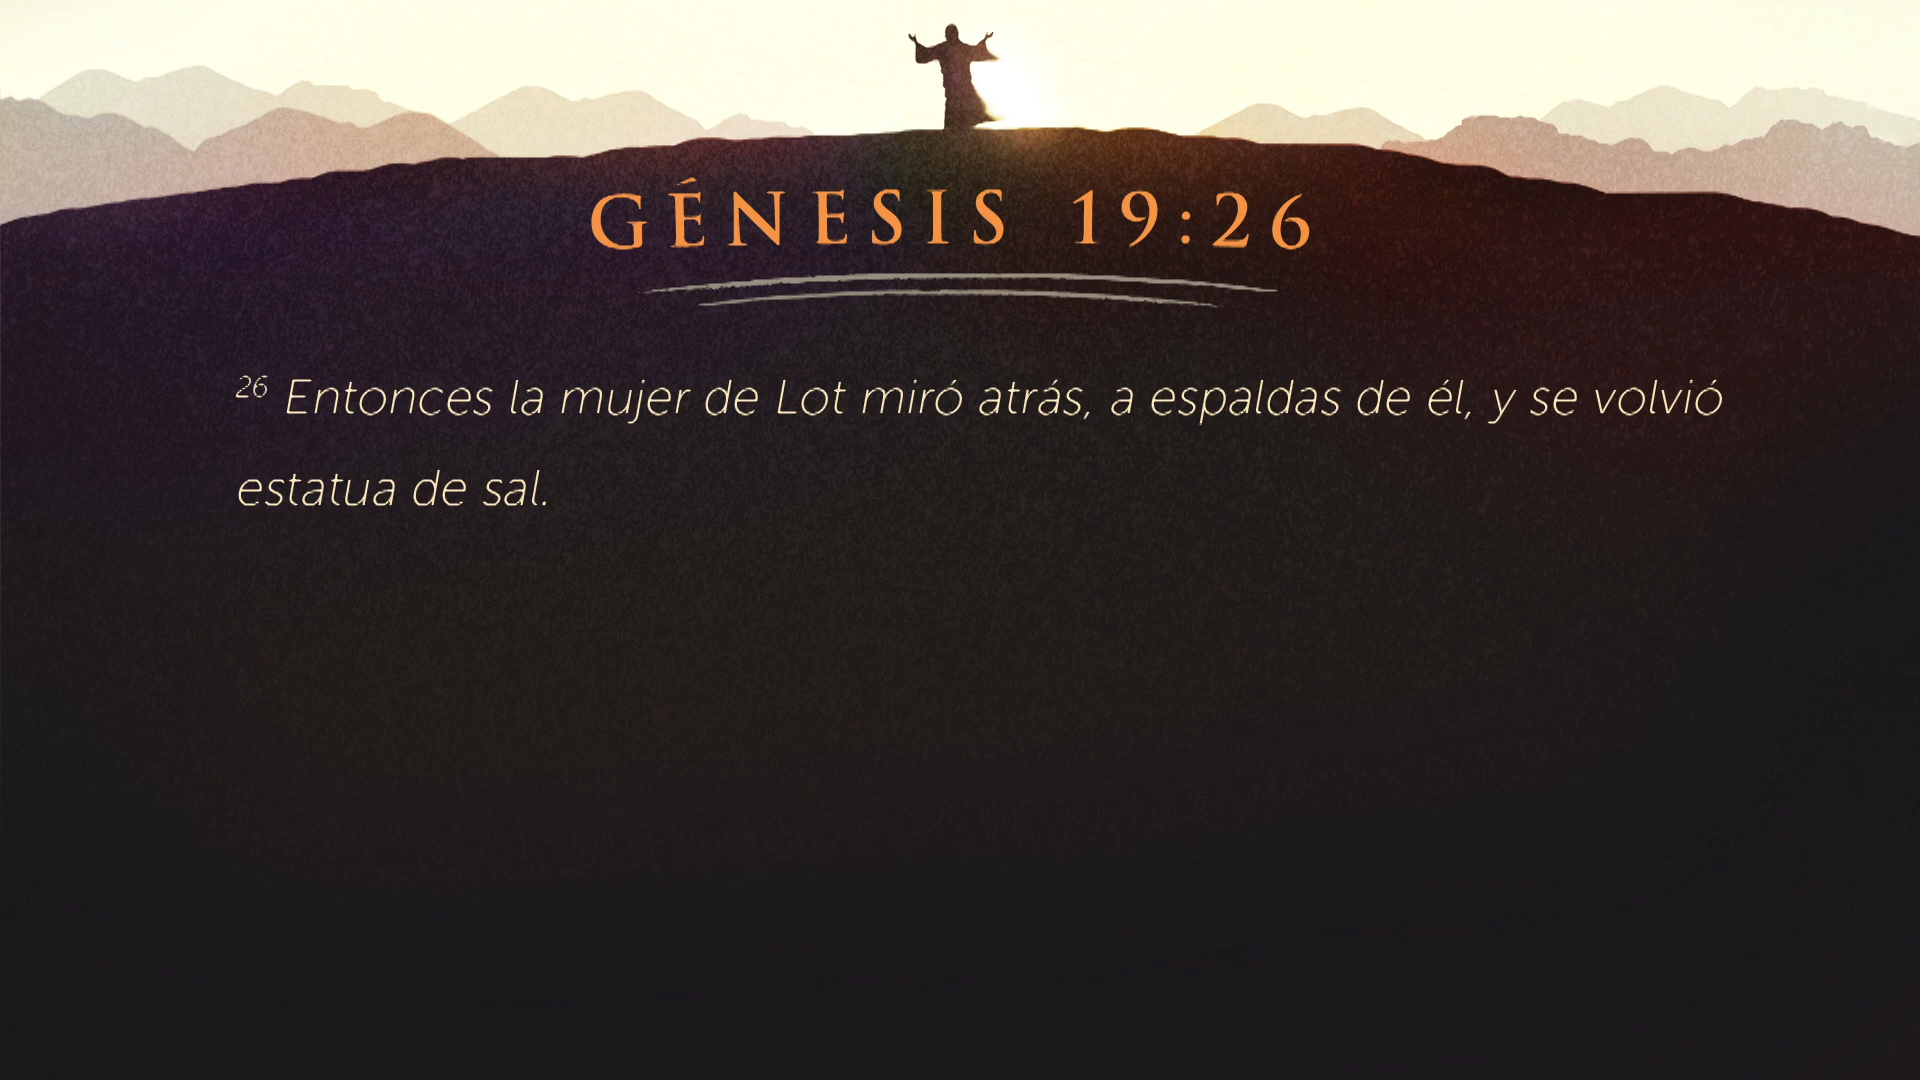 GÉNESIS 19:26
26 Entonces la mujer de Lot miró atrás, a espaldas de él, y se volvió
estatua de sal.